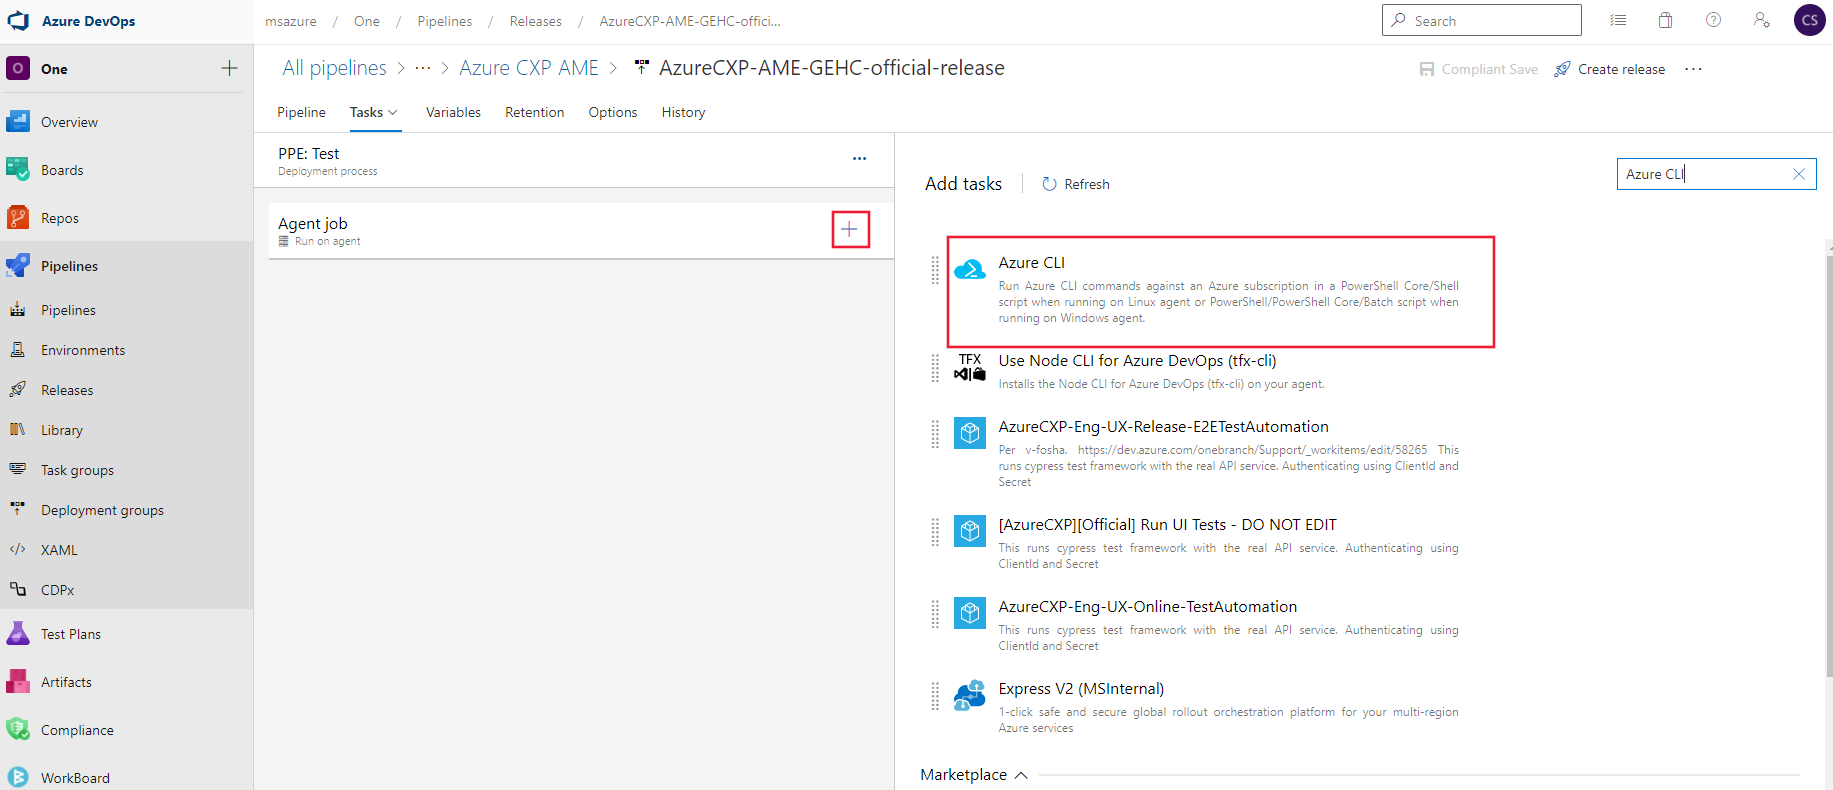 Azure DevOps
msazure / One / Pipelines / Releases / AzureCXP-AME-GEHC-offici...
Search
CS
O One
All pipelines > ··· > Azure CXP AME > AzureCXP-AME-GEHC-official-release
Compliant Save
Create release
Pipeline Tasks Variables Retention Options History
Overview
Boards
Repos
Pipelines
Pipelines
Environments
Releases
Library
Task groups
Deployment groups
XAML
CDPx
Test Plans
Artifacts
Compliance
WorkBoard
PPE: Test
Deployment process
Agent job
Run on agent
Add tasks
Refresh
Azure CLI
Azure CLI
Run Azure CLI commands against an Azure subscription in a PowerShell Core/Shell
script when running on Linux agent or PowerShell/PowerShell Core/Batch script when
running on Windows agent.
TFX
Use Node CLI for Azure DevOps (tfx-cli)
Installs the Node CLI for Azure DevOps (tfx-cli) on your agent.
AzureCXP-Eng-UX-Release-E2ETestAutomation
Per v-fosha. https://dev.azure.com/onebranch/Support/_workitems/edit/58265 This
runs cypress test framework with the real API service. Authenticating using ClientId and
Secret
[AzureCXP][Official] Run UI Tests - DO NOT EDIT
This runs cypress test framework with the real API service. Authenticating using
ClientId and Secret
AzureCXP-Eng-UX-Online-TestAutomation
This runs cypress test framework with the real API service. Authenticating using
ClientId and Secret
Express V2 (MSInternal)
1-click safe and secure global rollout orchestration platform for your multi-region
Azure services
Marketplace